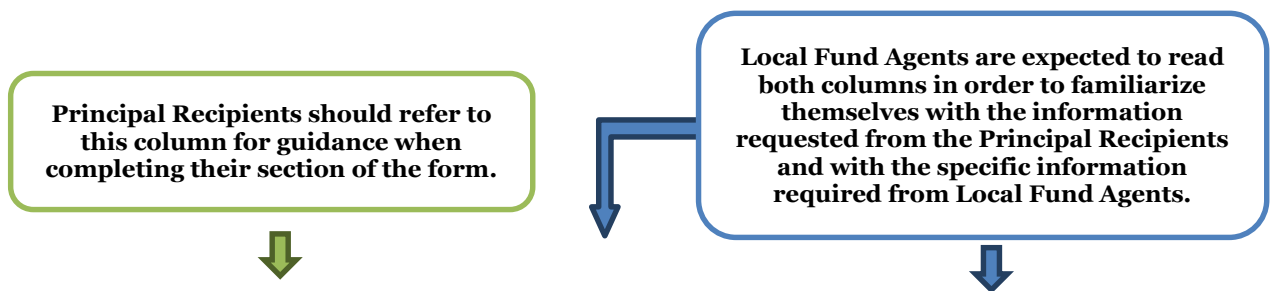 Principal Recipients should refer to
this column for guidance when
completing their section of the form.
Local Fund Agents are expected to read
both columns in order to familiarize
themselves with the information
requested from the Principal Recipients
and with the specific information
required from Local Fund Agents.